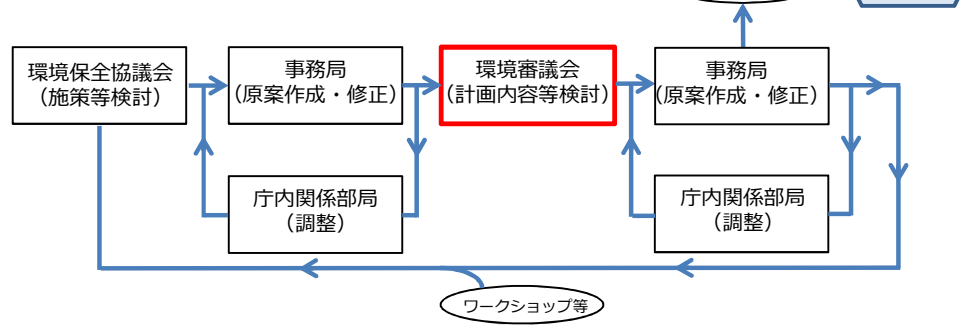 環境保全協議会
(施策等検討)
事務局
(原案作成・修正)
環境審議会
(計画内容等検討)
事務局
(原案作成・修正)
庁内関係部局
(調整)
庁内関係部局
(調整)
ワークショップ等